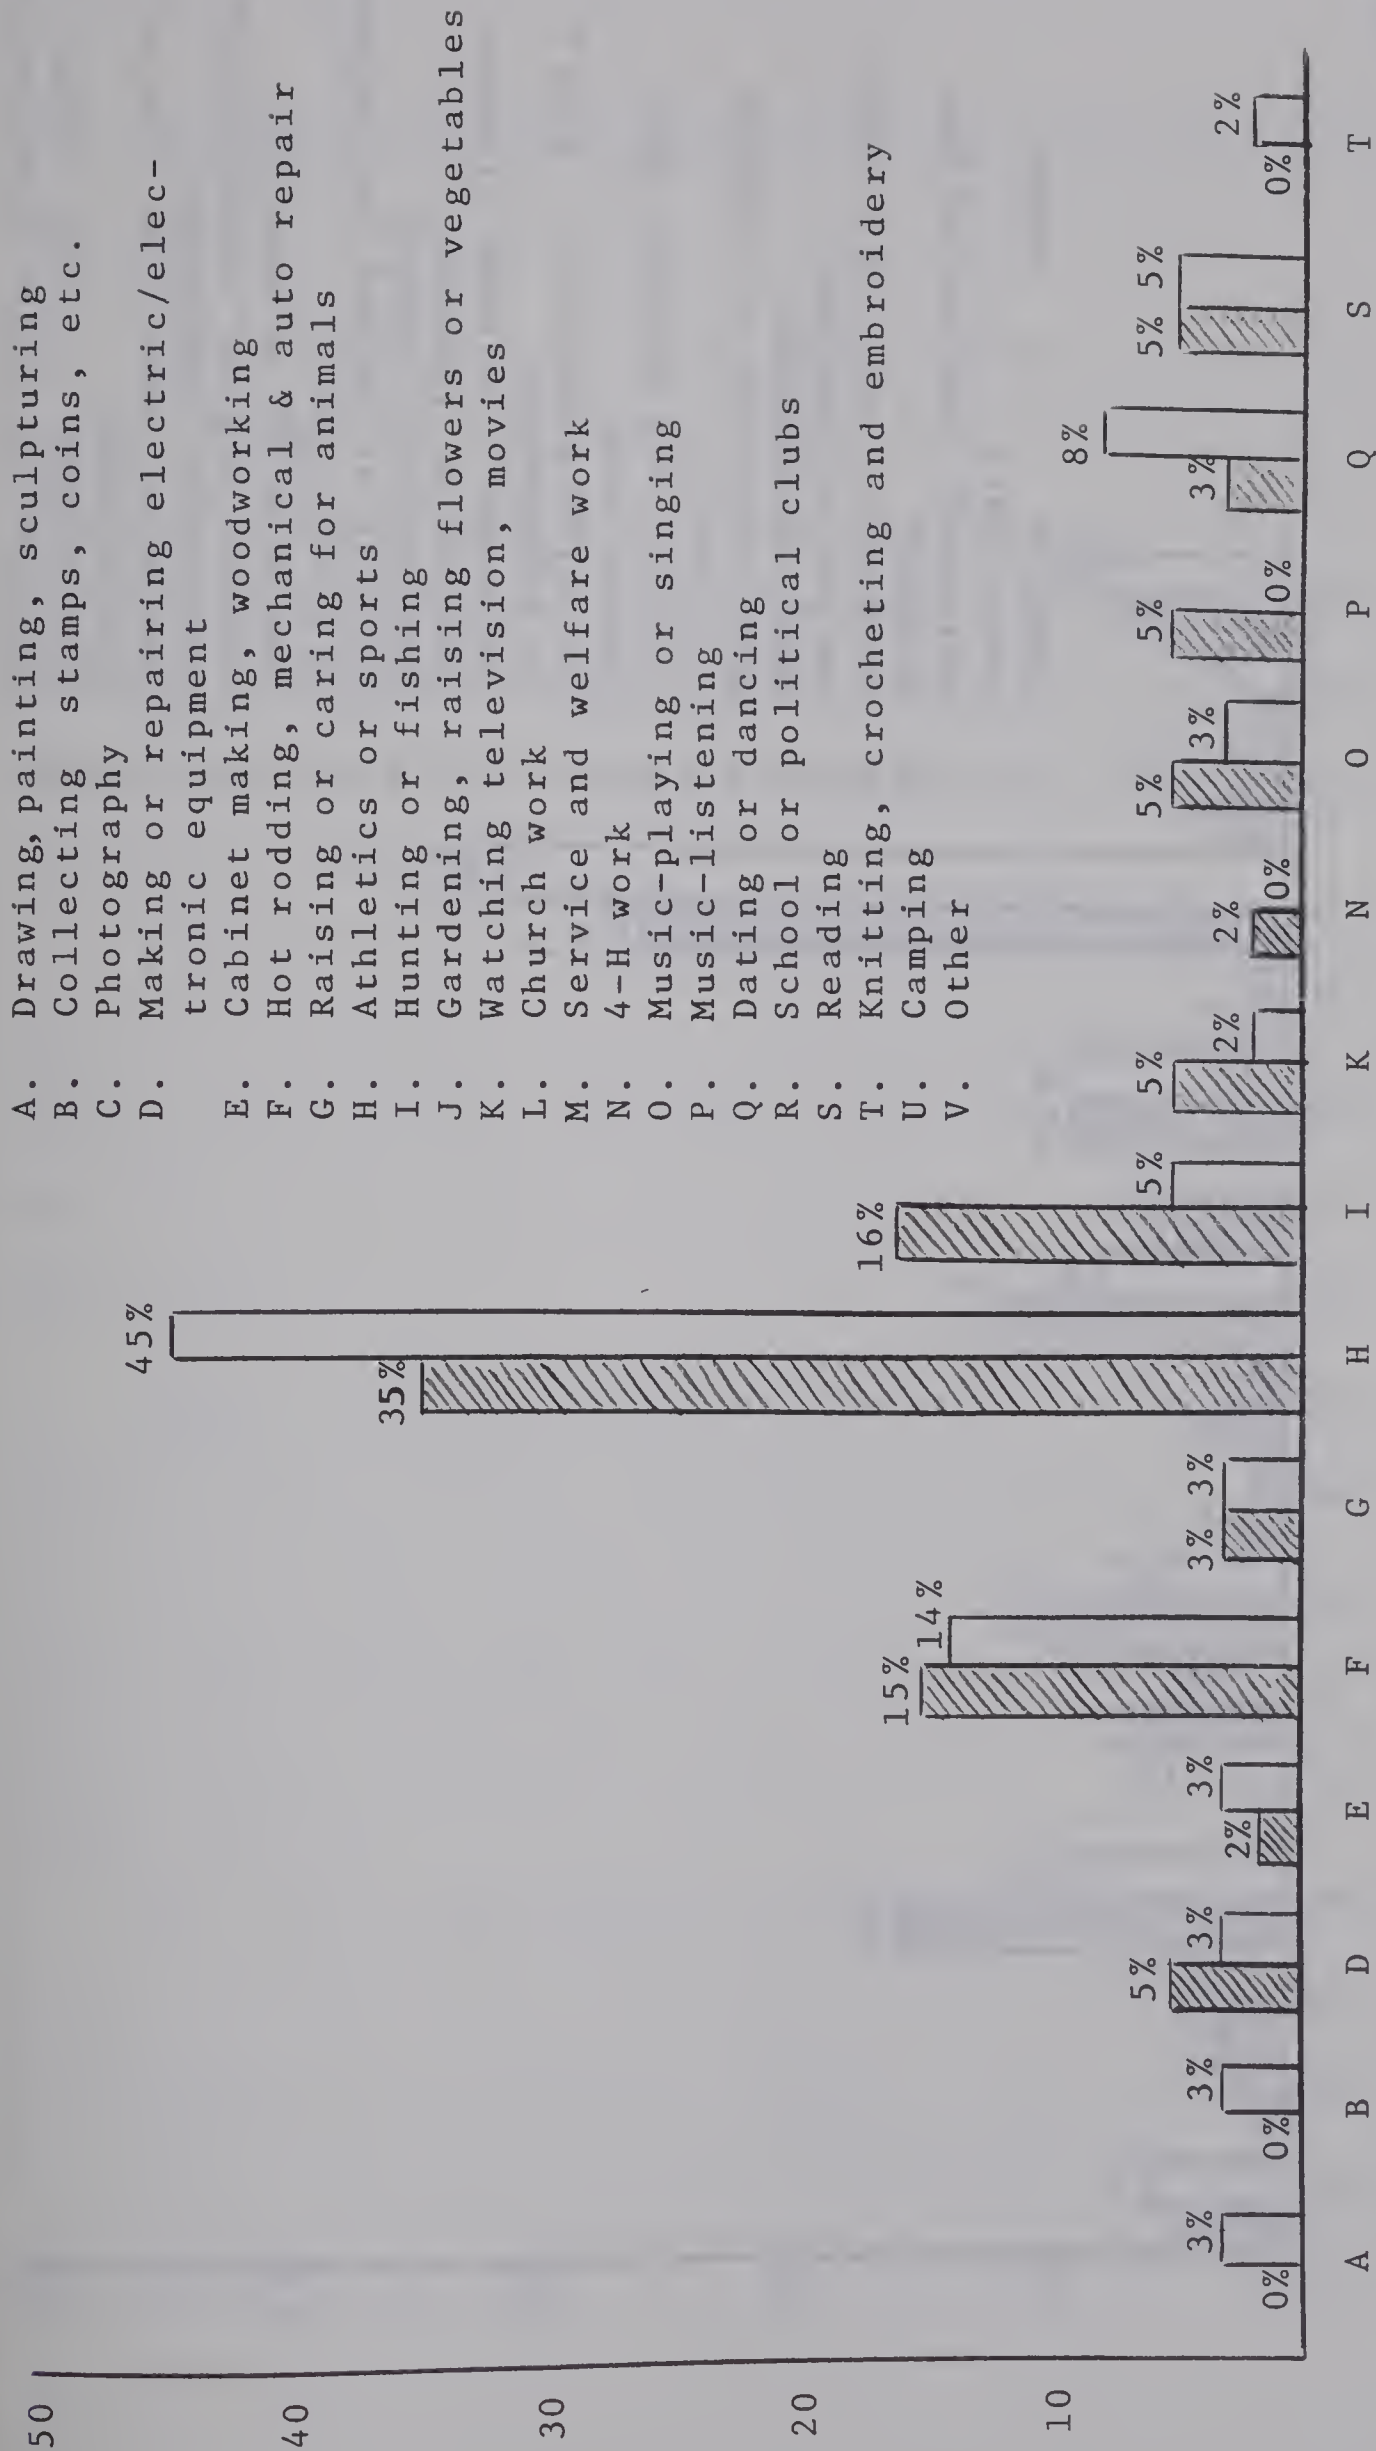 A. Drawing, painting, sculpturing
B. Collecting stamps, coins, etc.
C. Photography
D. Making or repairing electric/elec-
tronic equipment
E. Cabinet making, woodworking
F. Hot rodding, mechanical & auto repair
G. Raising or caring for animals
H. Athletics or sports
I. Hunting or fishing
J. Gardening, raising flowers or vegetables
K. Watching television, movies
L. Church work
M. Service and welfare work
N. 4-H work
O. Music-playing or singing
P. Music-listening
Q. Dating or dancing
R. School or political clubs
S. Reading
T. Knitting, crocheting and embroidery
U. Camping
V. Other
50
40
30
20
10
0% 3%
0% 3%
5% 3%
2% 3%
15% 14%
3% 3%
35% 45%
16% 5%
5% 2%
2% 0%
5% 3%
5% 0%
3% 8%
5% 5%
0% 2%
A B D E F G H I K N O P Q S T